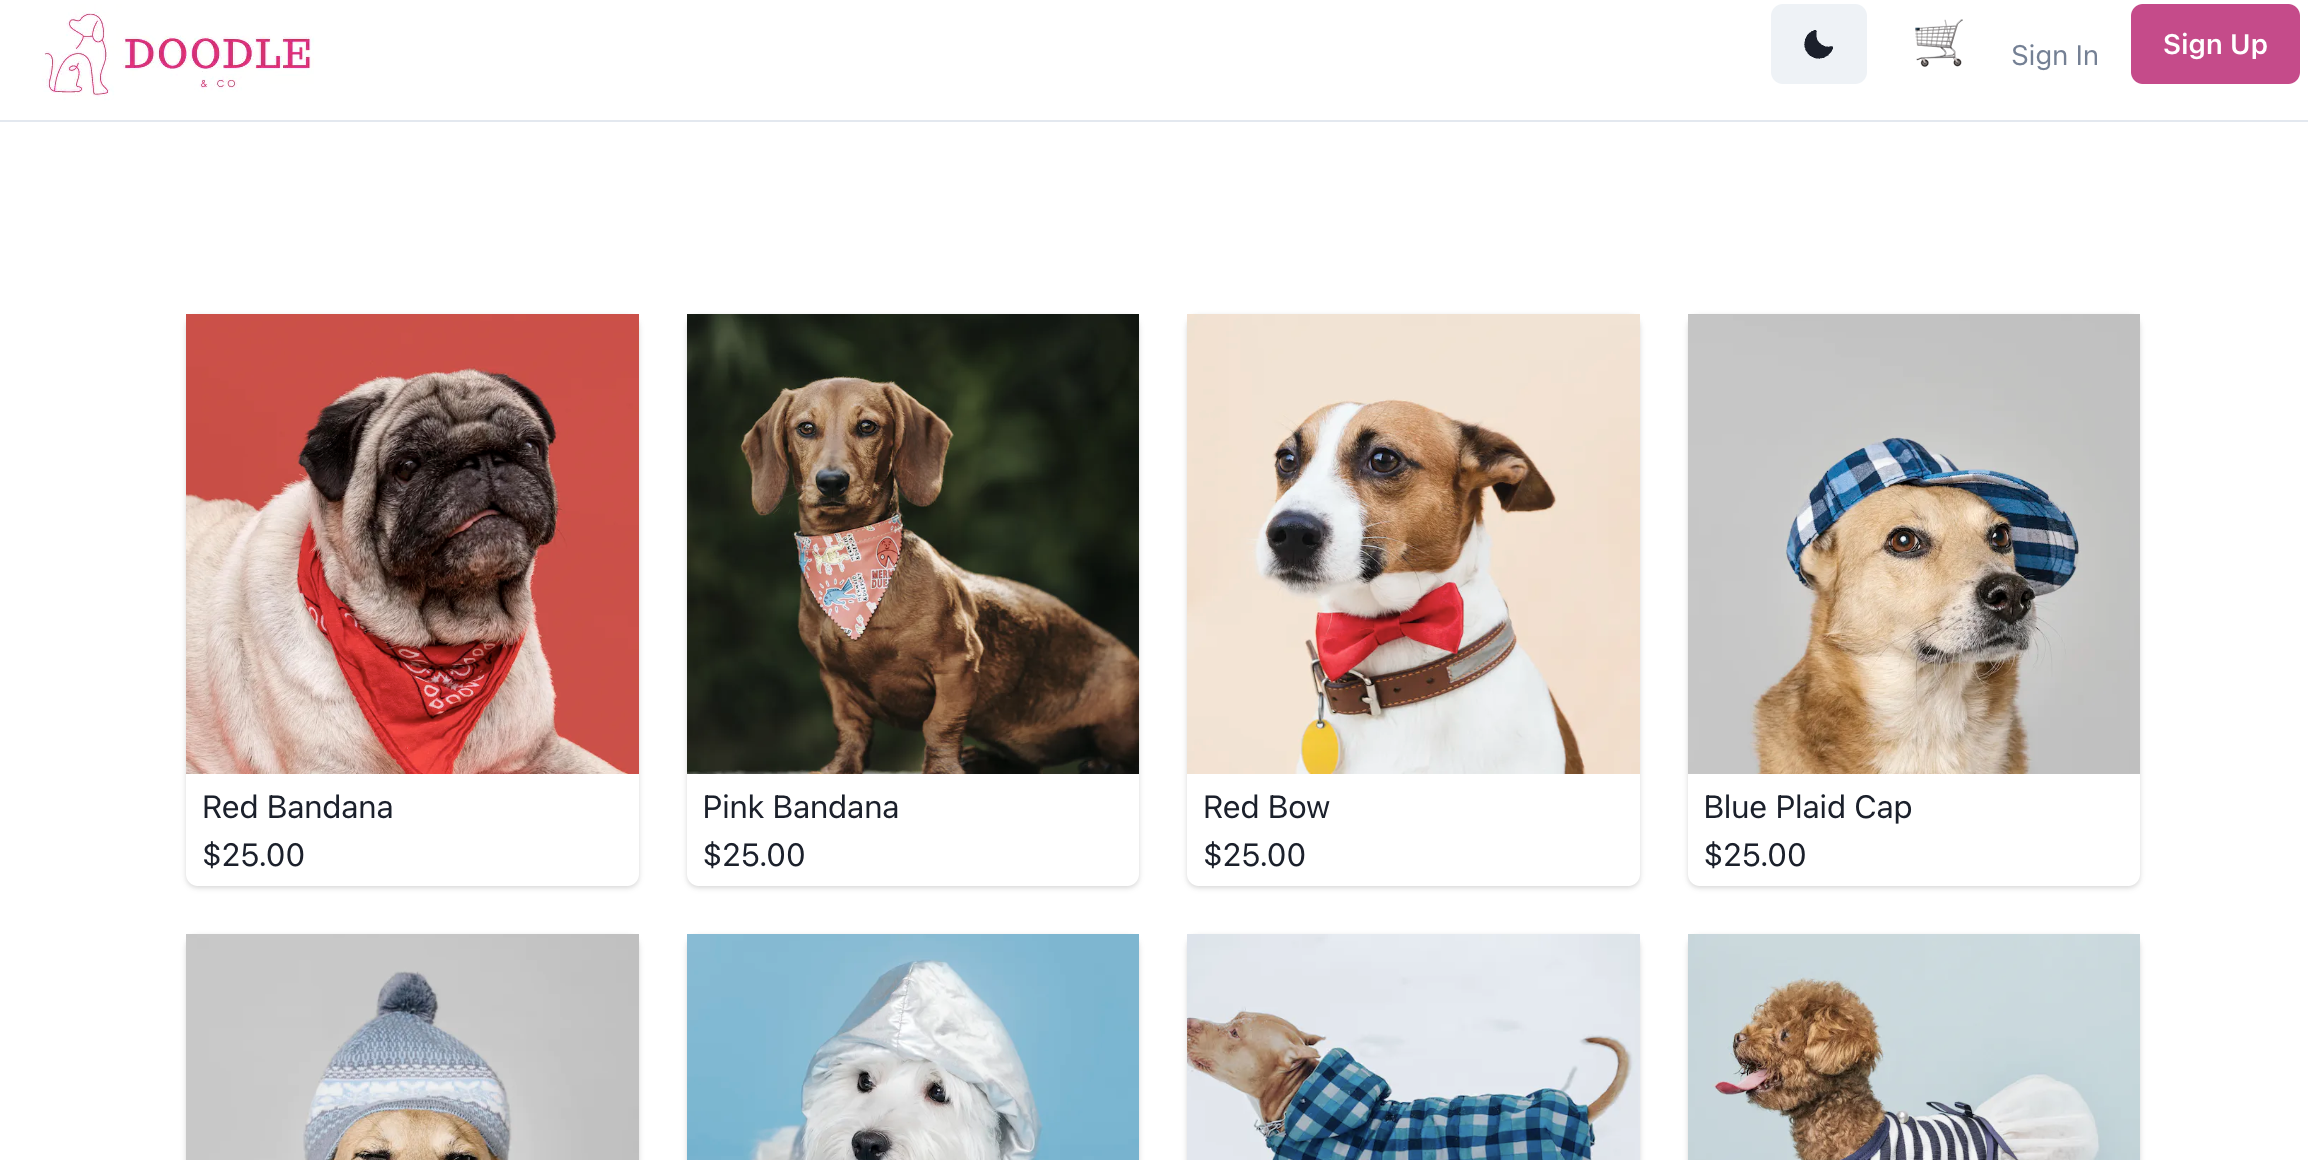 DOODLE
& CO
Sign In
Sign Up
Red Bandana
$25.00
Pink Bandana
$25.00
Red Bow
$25.00
Blue Plaid Cap
$25.00